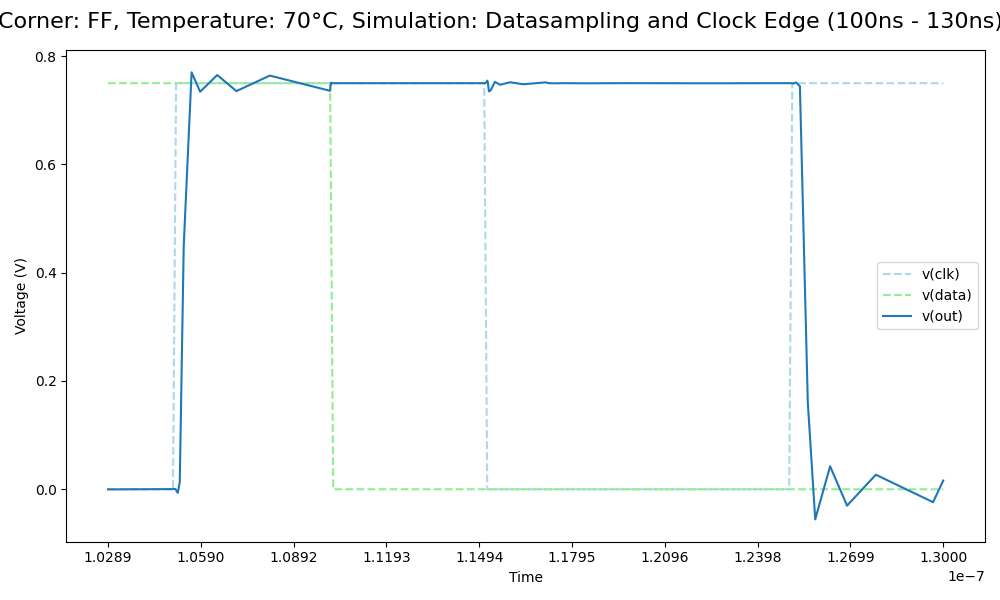 Corner: FF, Temperature: 70°C, Simulation: Datasampling and Clock Edge (100ns - 130ns)
0.8
0.6
0.4
0.2
0.0
Voltage (V)
v(clk)
v(data)
v(out)
1.0289 1.0590 1.0892 1.1193 1.1494 1.1795 1.2096 1.2398 1.2699 1.3000
1e−7
Time